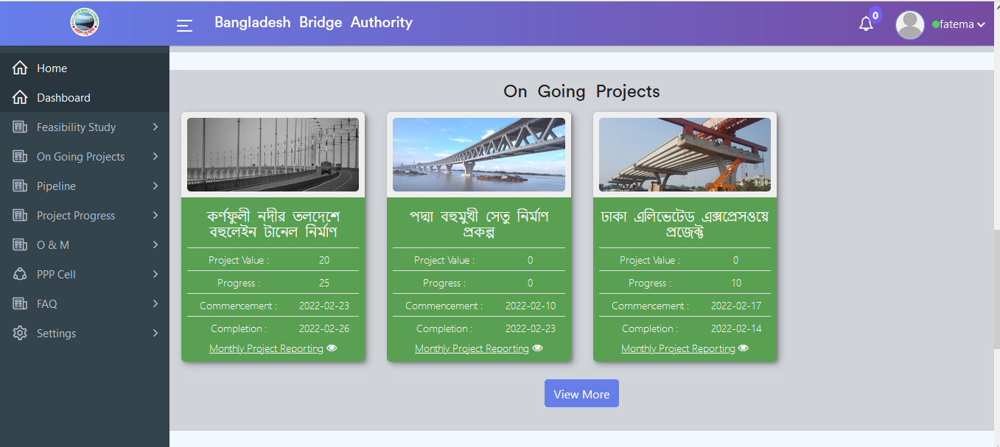 Bangladesh Bridge Authority
0
fatema
Home
Dashboard
Feasibility Study
On Going Projects
Pipeline
Project Progress
O & M
PPP Cell
FAQ
Settings
On Going Projects
কর্ণফুলী নদীর তলদেশে
বহুলেইন টানেল নির্মাণ
Project Value : 20
Progress : 25
Commencement : 2022-02-23
Completion : 2022-02-26
Monthly Project Reporting
পদ্মা বহুমুখী সেতু নির্মাণ
প্রকল্প
Project Value : 0
Progress : 0
Commencement : 2022-02-10
Completion : 2022-02-23
Monthly Project Reporting
ঢাকা এলিভেটেড এক্সপ্রেসওয়ে
প্রজেক্ট
Project Value : 0
Progress : 10
Commencement : 2022-02-17
Completion : 2022-02-14
Monthly Project Reporting
View More